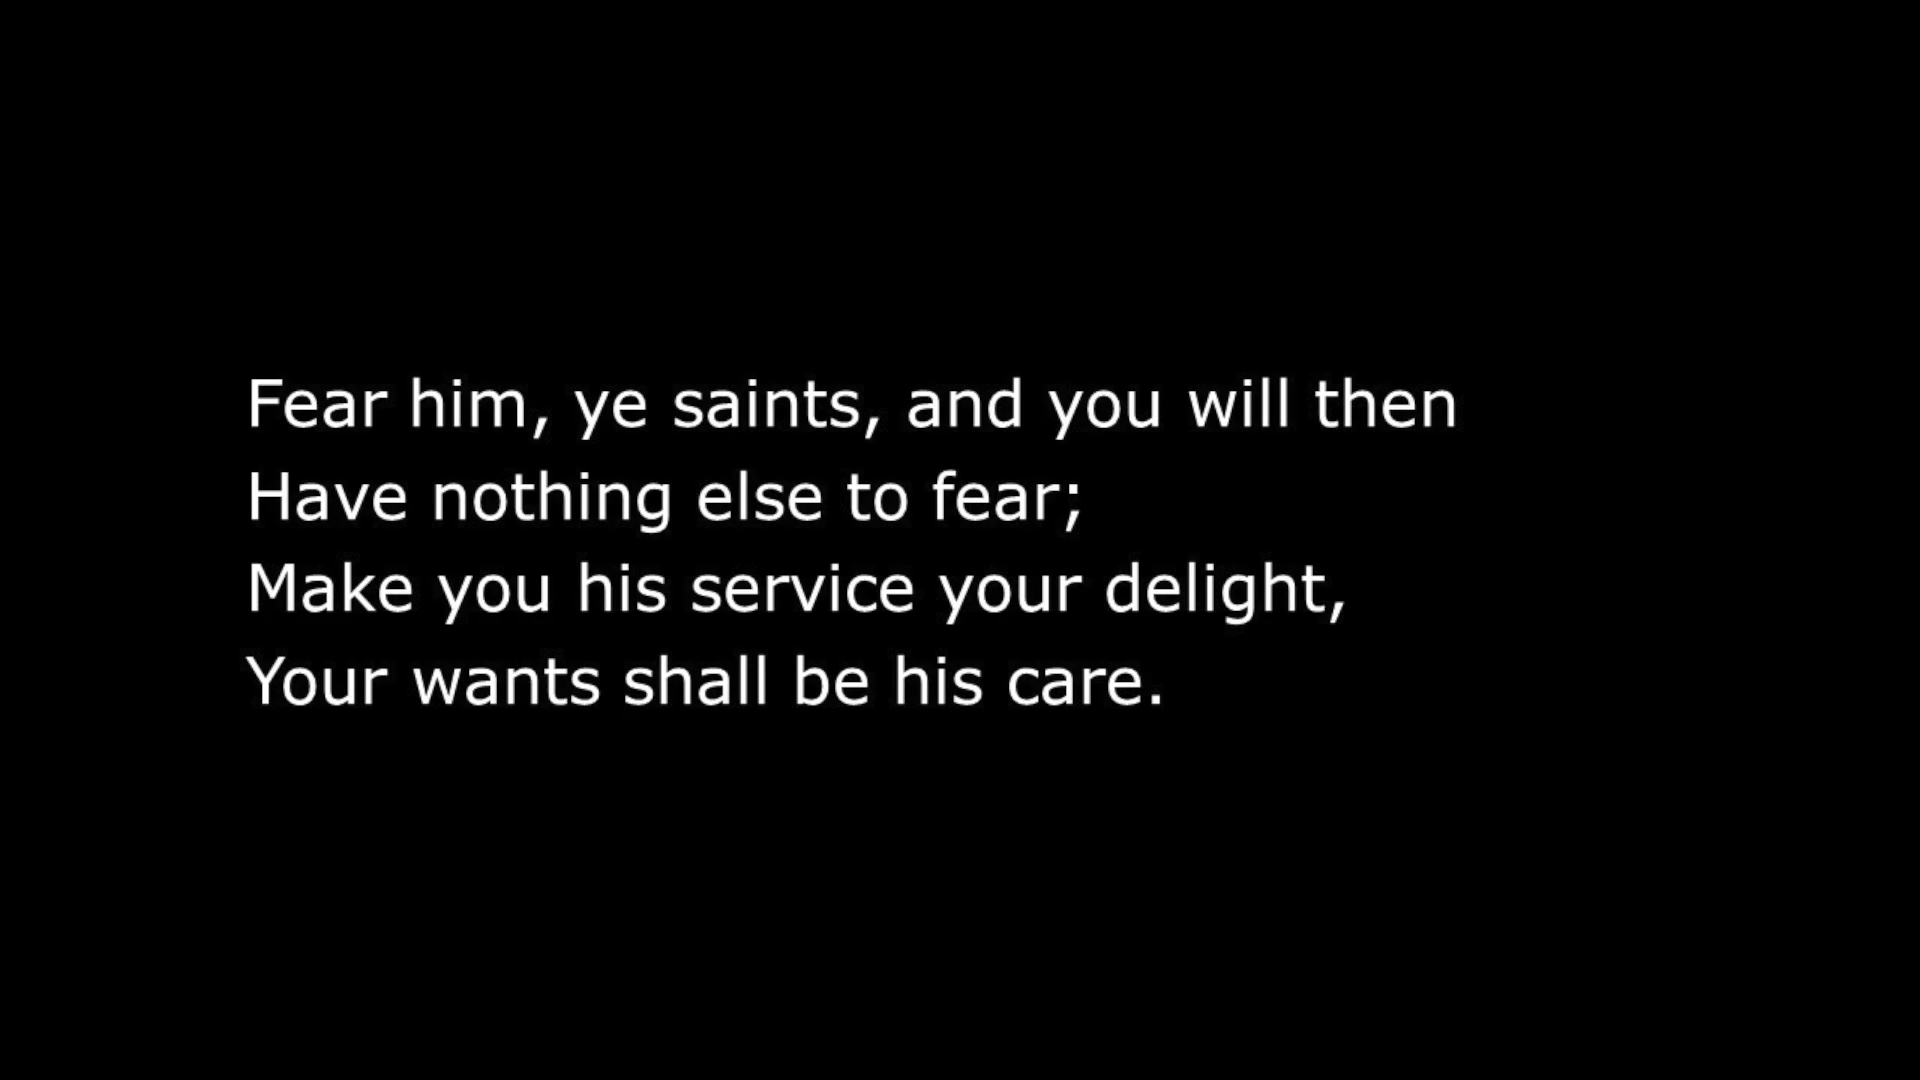 Fear him, ye saints, and you will then
Have nothing else to fear;
Make you his service your delight,
Your wants shall be his care.